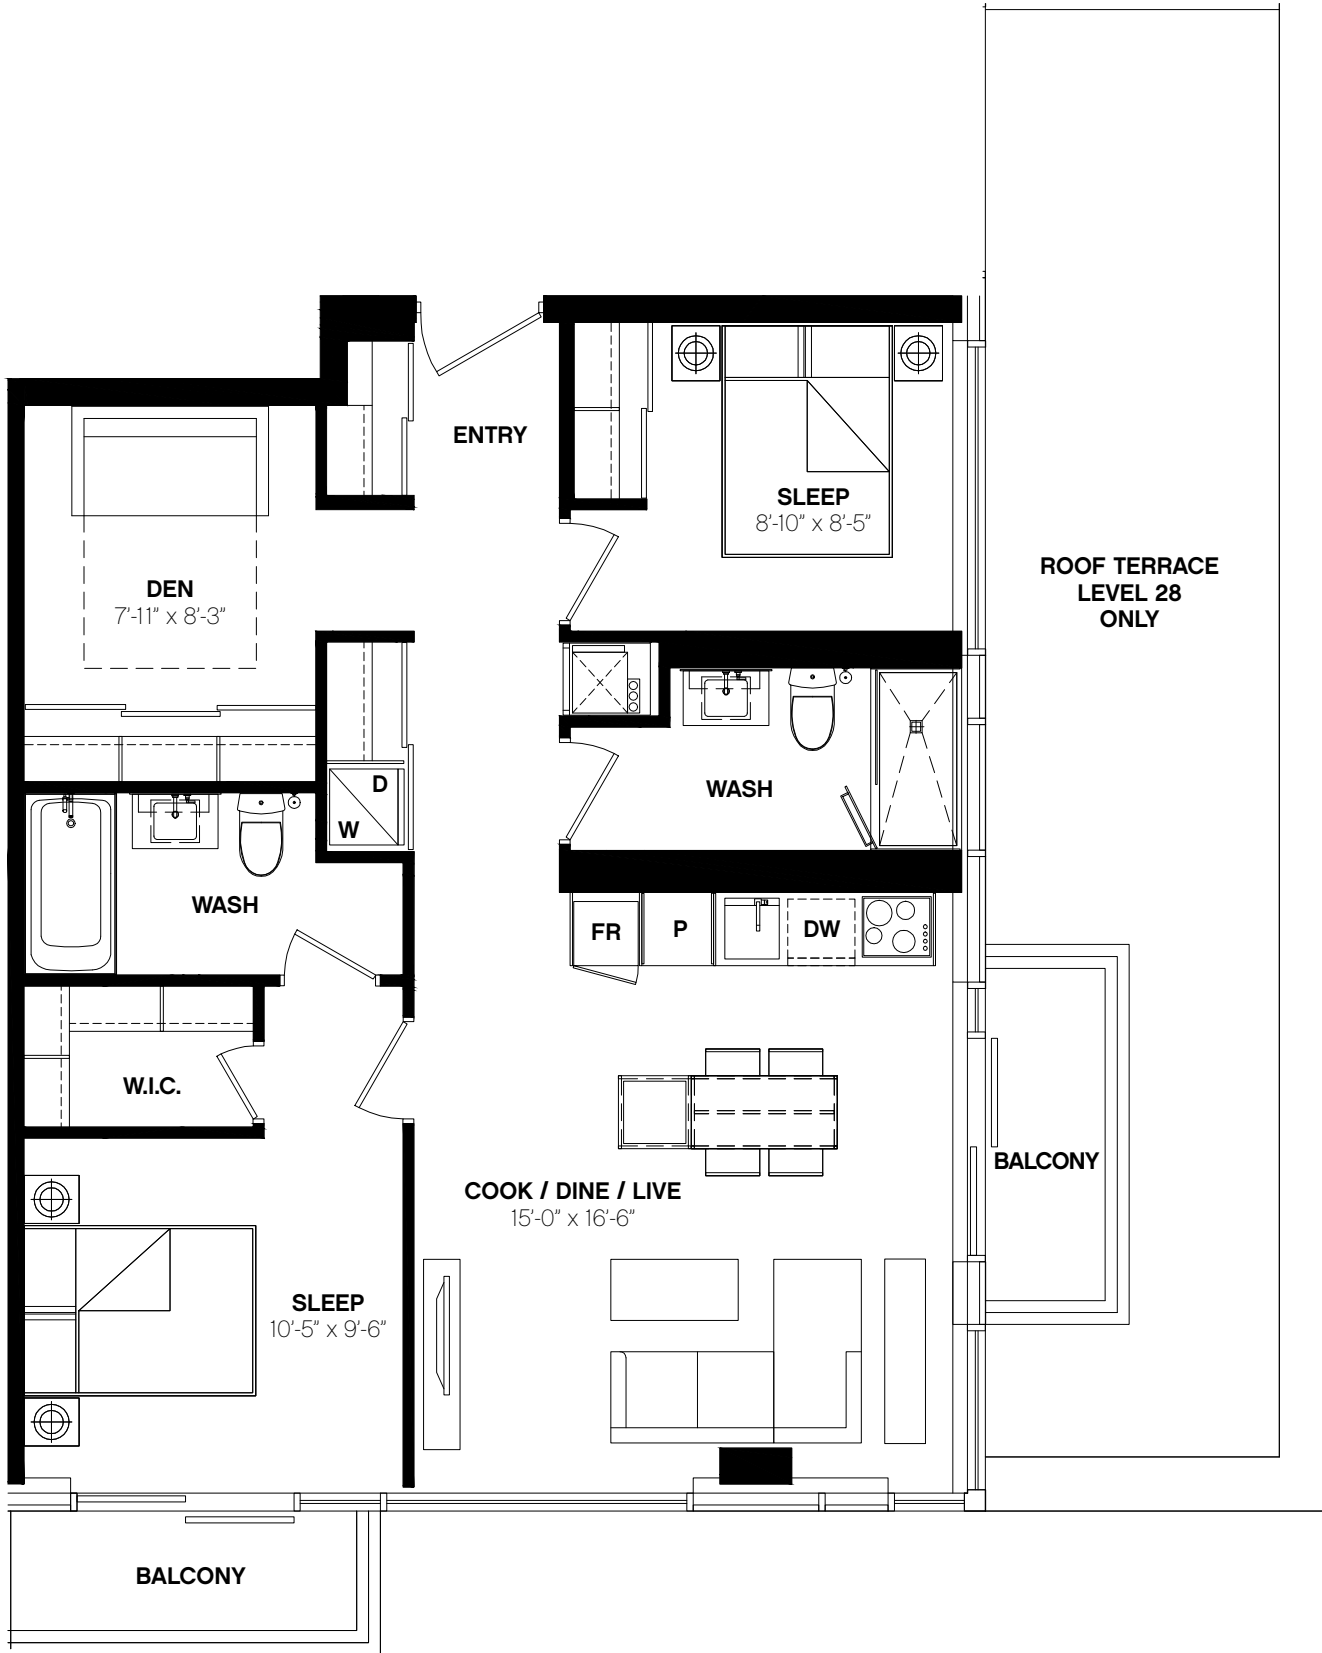 ENTRY
SLEEP
8'-10" x 8'-5"
ROOF TERRACE
LEVEL 28
ONLY
DEN
7'-11" x 8'-3"
D
W
WASH
WASH
FR
P
DW
W.I.C.
BALCONY
COOK / DINE / LIVE
15'-0" x 16'-6"
SLEEP
10'-5" x 9'-6"
BALCONY